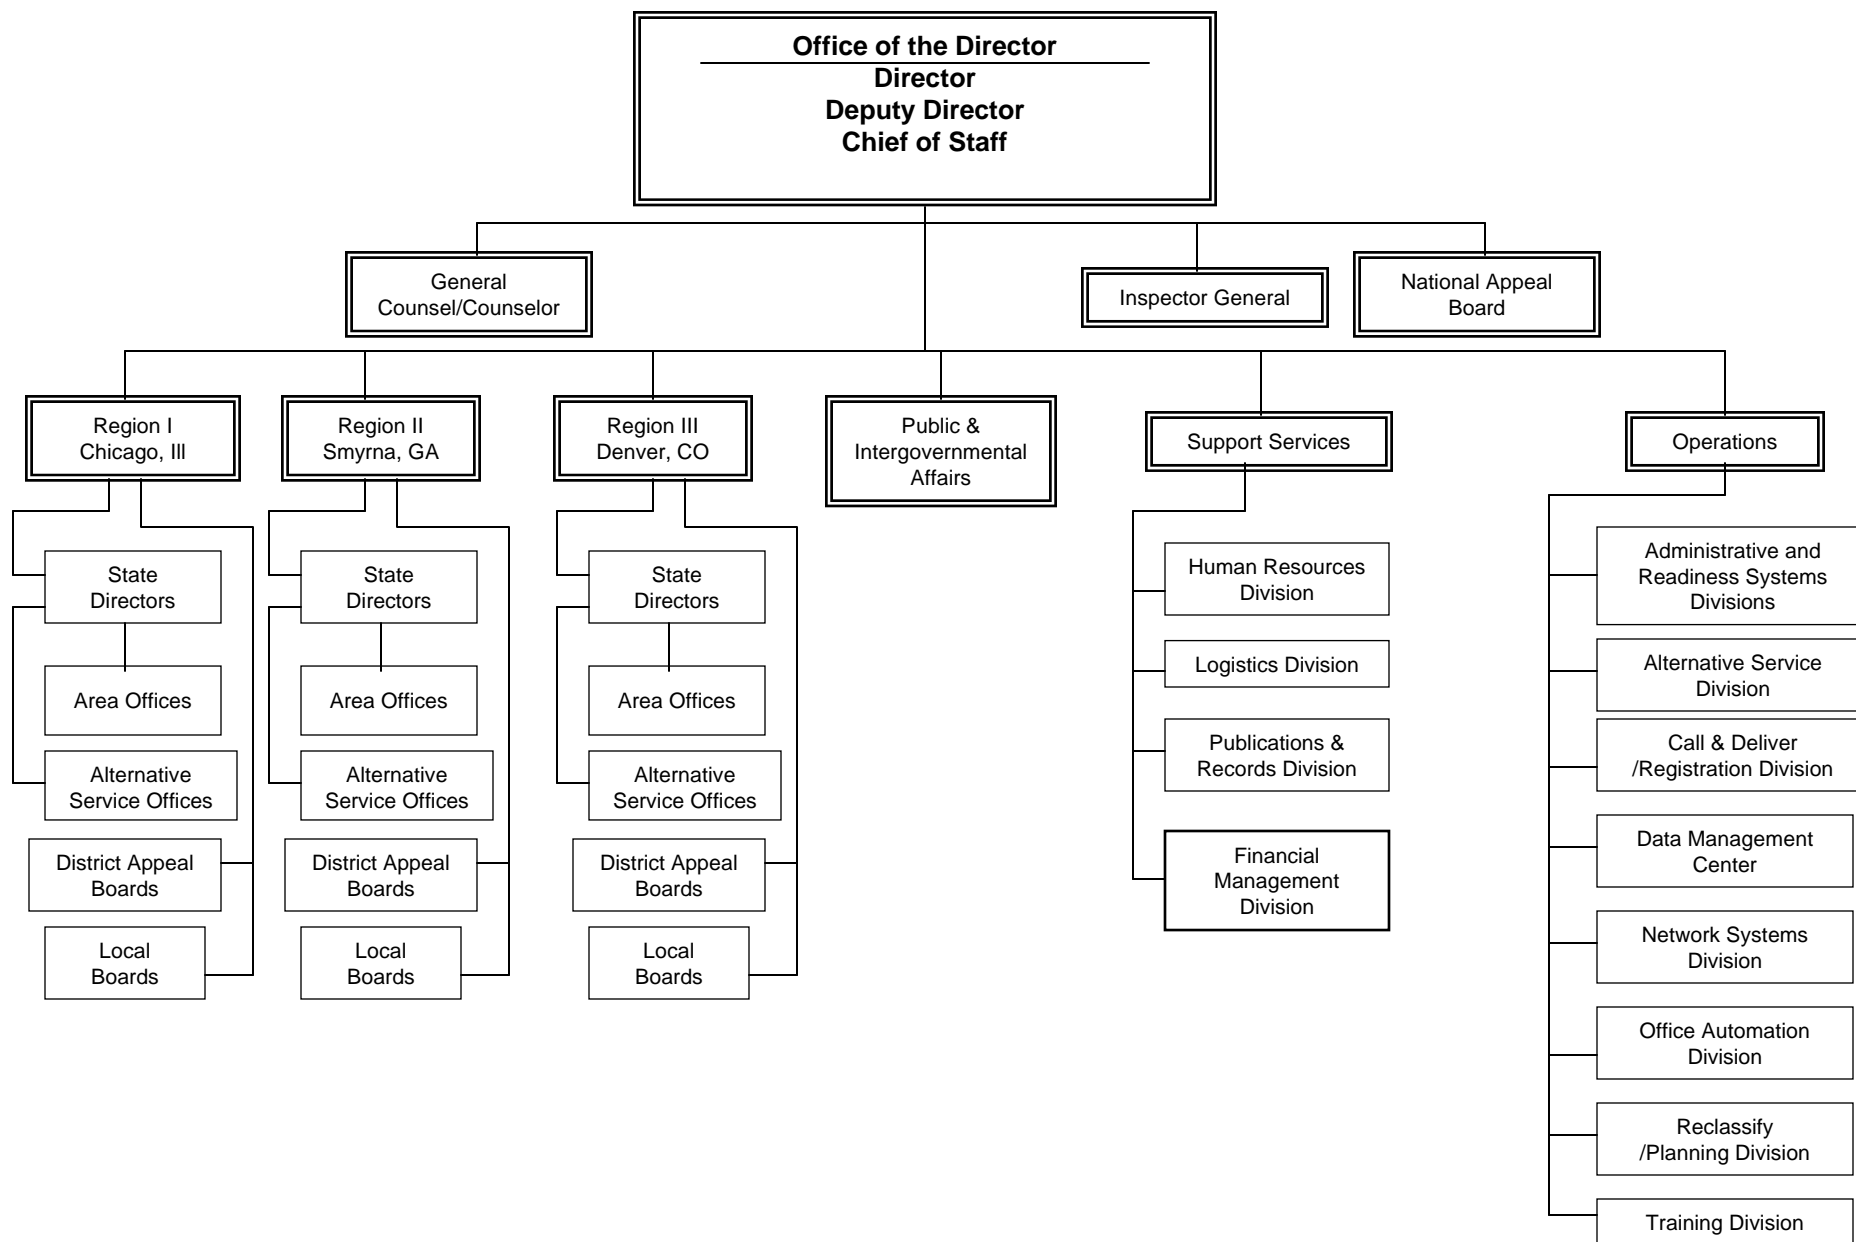 Office of the Director
Director
Deputy Director
Chief of Staff
General
Counsel/Counselor
Inspector General
National Appeal
Board
Region I
Chicago, Ill
Region II
Smyrna, GA
Region III
Denver, CO
Public &
Intergovernmental
Affairs
Support Services
Operations
State
Directors
Area Offices
Alternative
Service Offices
District Appeal
Boards
Local
Boards
State
Directors
Area Offices
Alternative
Service Offices
District Appeal
Boards
Local
Boards
State
Directors
Area Offices
Alternative
Service Offices
District Appeal
Boards
Local
Boards
Human Resources
Division
Logistics Division
Publications &
Records Division
Financial
Management
Division
Administrative and
Readiness Systems
Divisions
Alternative Service
Division
Call & Deliver
/Registration Division
Data Management
Center
Network Systems
Division
Office Automation
Division
Reclassify
/Planning Division
Training Division